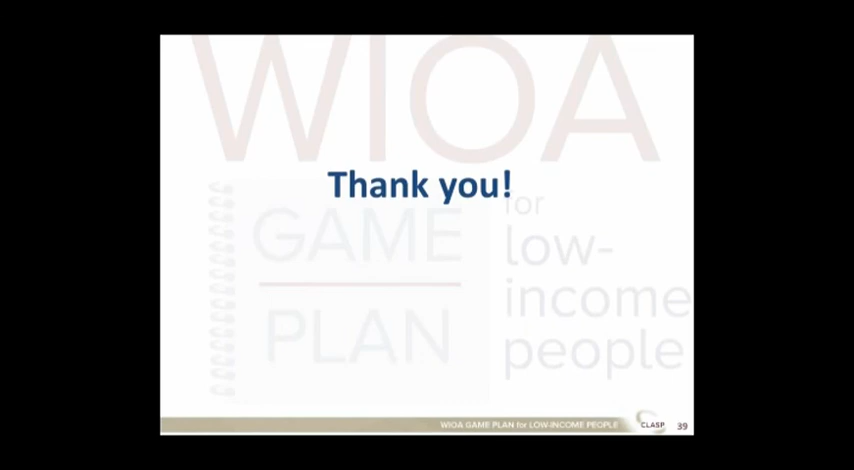 WIOA
Thank you!
for
GAME
low-
income
PLAN
people
WIOA GAME PLAN for LOW-INCOME PEOPLE
CLASP
39